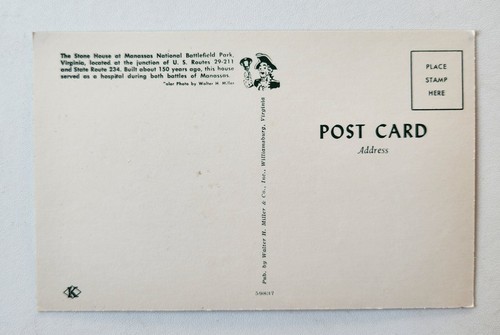 The Stone House at Manassas National Battlefield Park,
Virginia, located at the junction of U. S. Routes 29-211
and State Route 234. Built about 150 years ago, this house
served as a hospital during both battles of Manassas.
Color Photo by Walter H. Miller
PLACE
STAMP
HERE
POST CARD
Address
Pub. by Walter H. Miller & Co., Inc., Williamsburg, Virginia
K